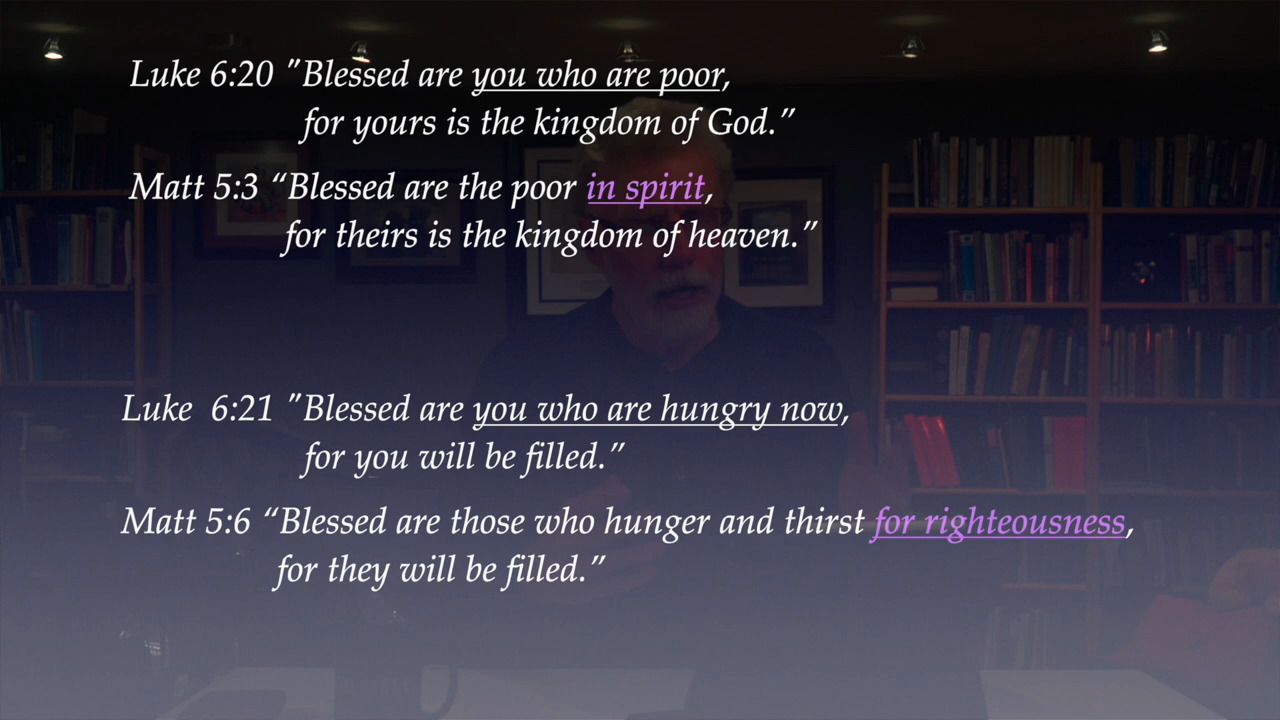 Luke 6:20 "Blessed are you who are poor,
for yours is the kingdom of God.”
Matt 5:3 “Blessed are the poor in spirit,
for theirs is the kingdom of heaven.”
Luke 6:21 "Blessed are you who are hungry now,
for you will be filled.”
Matt 5:6 “Blessed are those who hunger and thirst for righteousness,
for they will be filled.”